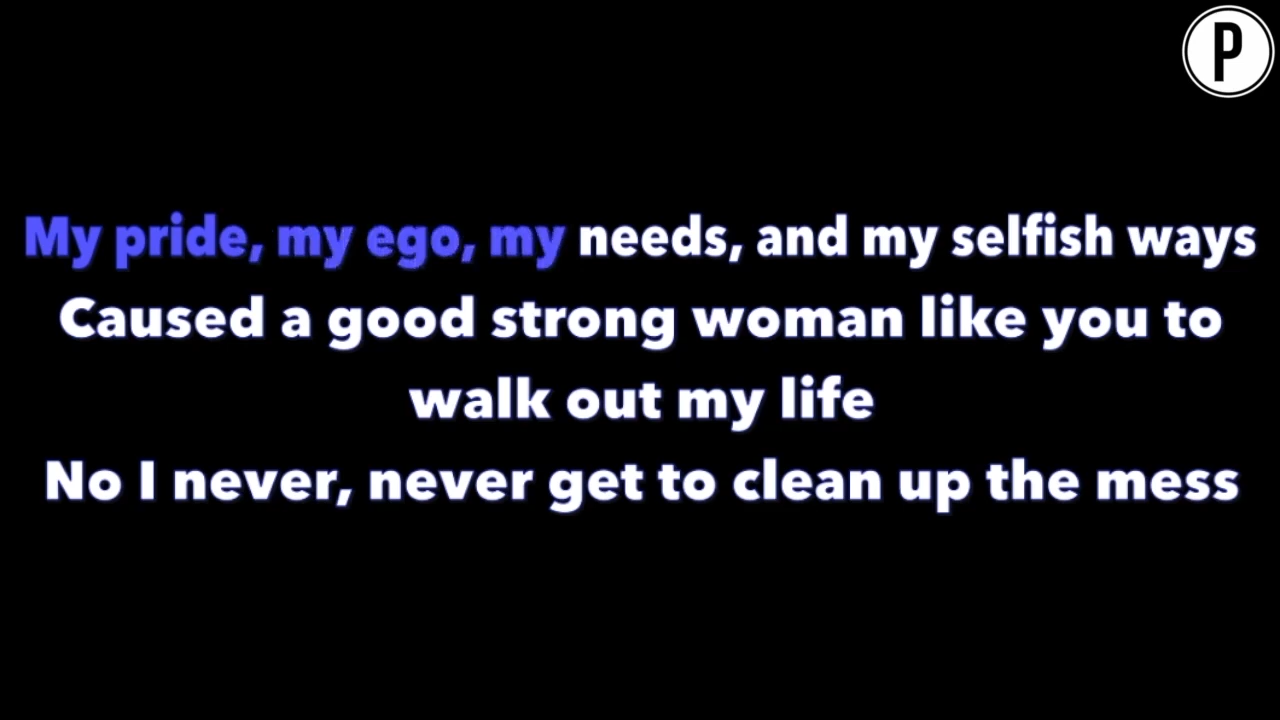 P
My pride, my ego, my needs, and my selfish ways
Caused a good strong woman like you to
walk out my life
No I never, never get to clean up the mess